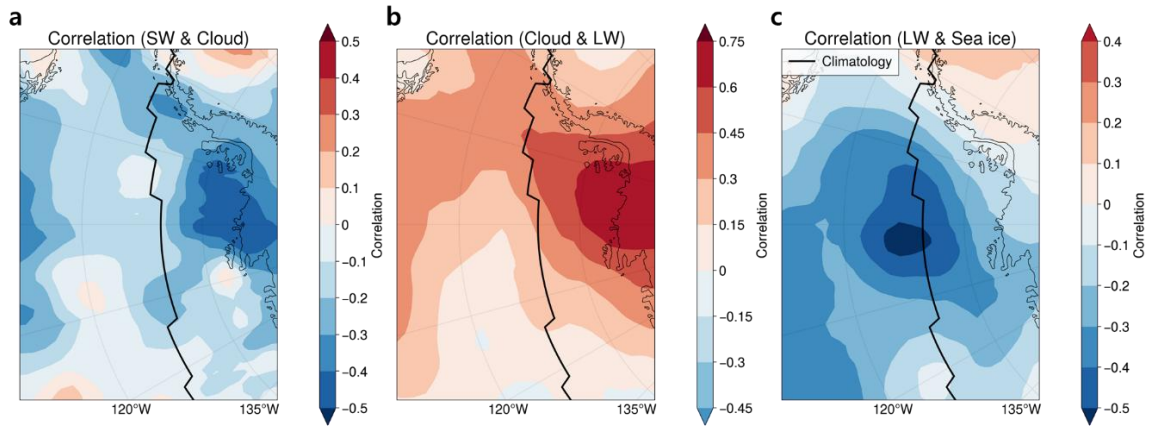 a
Correlation (SW & Cloud)
0.5
0.4
0.3
0.2
0.1
0
−0.1
−0.2
−0.3
−0.4
−0.5
Correlation
120°W
135°W
b
Correlation (Cloud & LW)
0.75
0.6
0.45
0.3
0.15
0
−0.15
−0.3
−0.45
Correlation
120°W
135°W
c
Correlation (LW & Sea ice)
Climatology
0.4
0.3
0.2
0.1
0
−0.1
−0.2
−0.3
−0.4
−0.5
Correlation
120°W
135°W